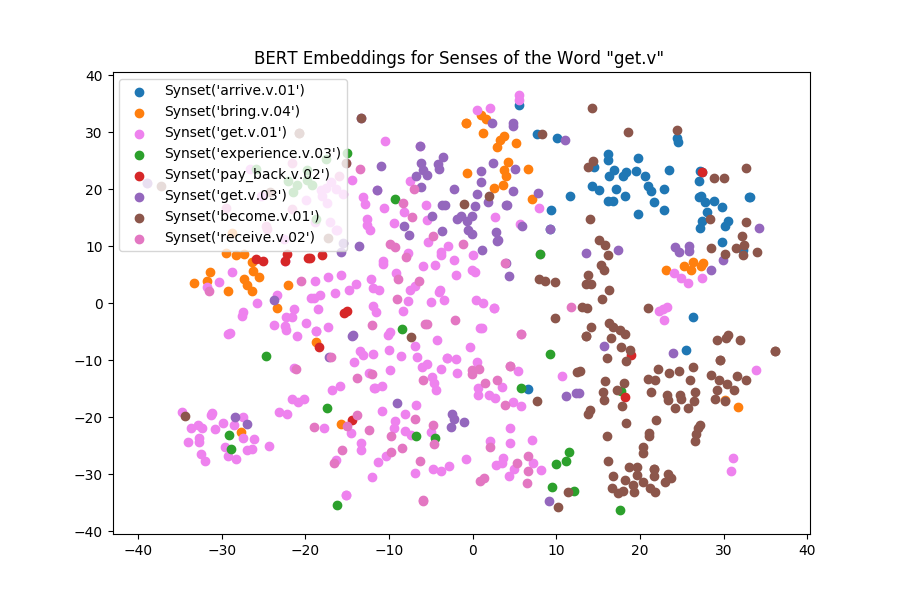 BERT Embeddings for Senses of the Word "get.v"
Synset('arrive.v.01')
Synset('bring.v.04')
Synset('get.v.01')
Synset('experience.v.03')
Synset('pay_back.v.02')
Synset('get.v.03')
Synset('become.v.01')
Synset('receive.v.02')
40
30
20
10
0
−10
−20
−30
−40
−40 −30 −20 −10 0 10 20 30 40